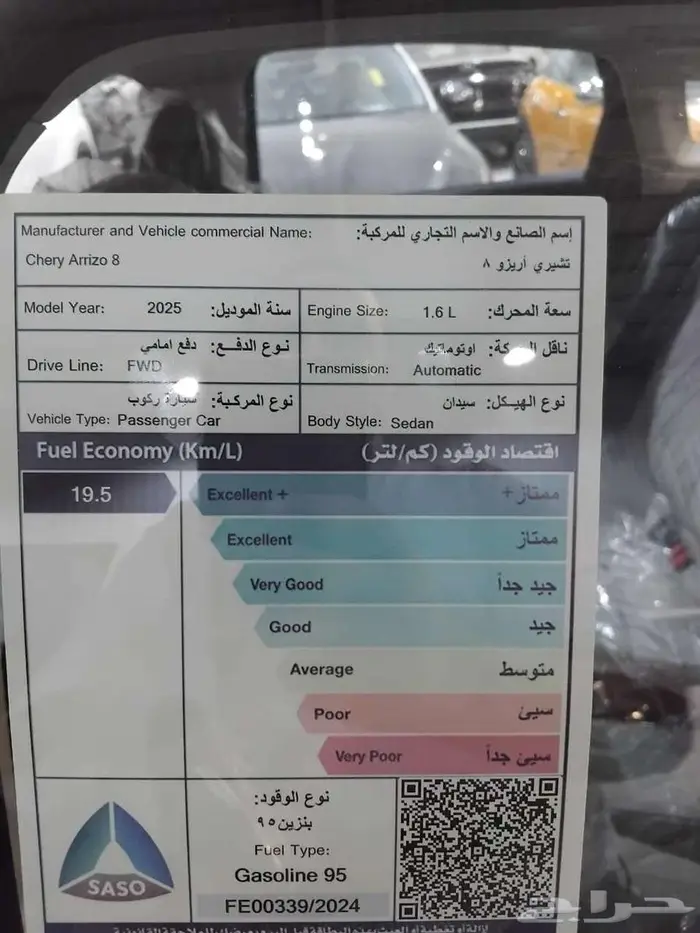 Manufacturer and Vehicle commercial Name: إسم الصانع والاسم التجاري للمركبة:
Chery Arrizo 8 تشيري أريزو ٨
Model Year: 2025 سنة الموديل:
Engine Size: 1.6 L سعة المحرك:
نوع الدفـــع: دفع امامي
Drive Line: FWD
ناقل اوتوماتيك
Transmission: Automatic
نوع المركـبة: سيارة ركوب
Vehicle Type: Passenger Car
نوع الهيـكل: سيدان
Body Style: Sedan
Fuel Economy (Km/L) اقتصاد الوقود (كم/لتر)
19.5
Excellent + ممتاز+
Excellent ممتاز
Very Good جيد جداً
Good جيد
Average متوسط
Poor سيئ
Very Poor سيئ جداً
SASO
نوع الوقود:
بنزين ٩٥
Fuel Type:
Gasoline 95
FE00339/2024
حراج